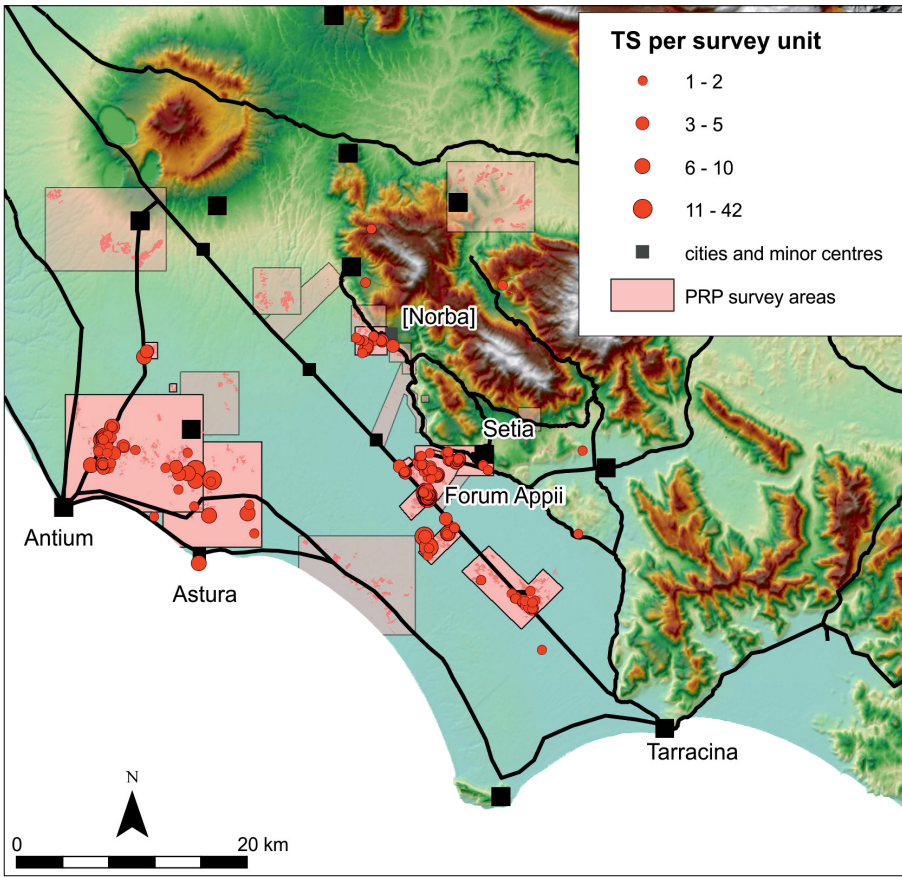 TS per survey unit
1 - 2
3 - 5
6 - 10
11 - 42
cities and minor centres
PRP survey areas
[Norba]
Setia
Forum Appii
Antium
Astura
Tarracina
N
0 20 km